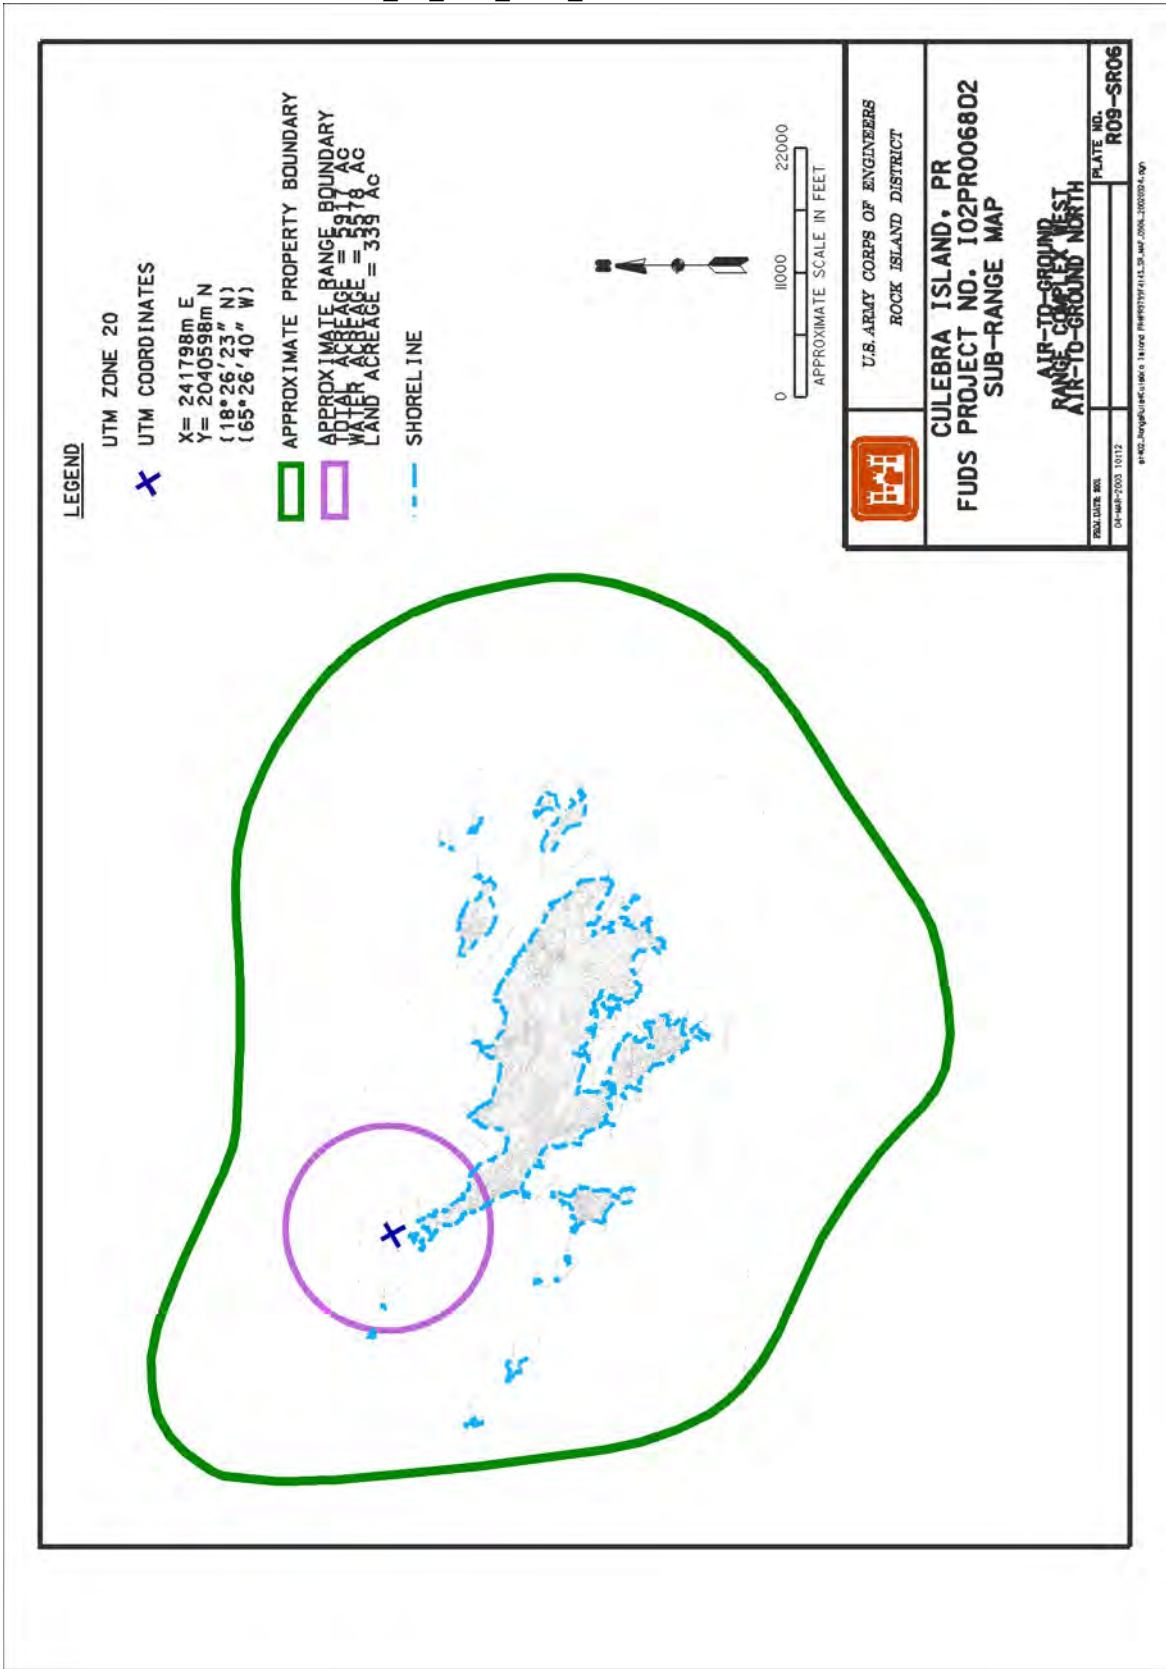 LEGEND
UTM ZONE 20
UTM COORDINATES
X= 241798m E
Y= 2040598m N
(18°26'23" N)
(65°26'40" W)
APPROXIMATE PROPERTY BOUNDARY
APPROXIMATE RANGE BOUNDARY
TOTAL ACREAGE = 5917 AC
WATER ACREAGE = 5578 AC
LAND ACREAGE = 339 AC
SHORELINE
N
0 11000 22000
APPROXIMATE SCALE IN FEET
U.S. ARMY CORPS OF ENGINEERS
ROCK ISLAND DISTRICT
CULEBRA ISLAND, PR
FUDS PROJECT NO. I02PR006802
SUB-RANGE MAP
AIR-TO-GROUND
RANGE COMPLEX WEST
AIR-TO-GROUND NORTH
PLATE NO.
R09-SR06
04-MAR-2003 10:12